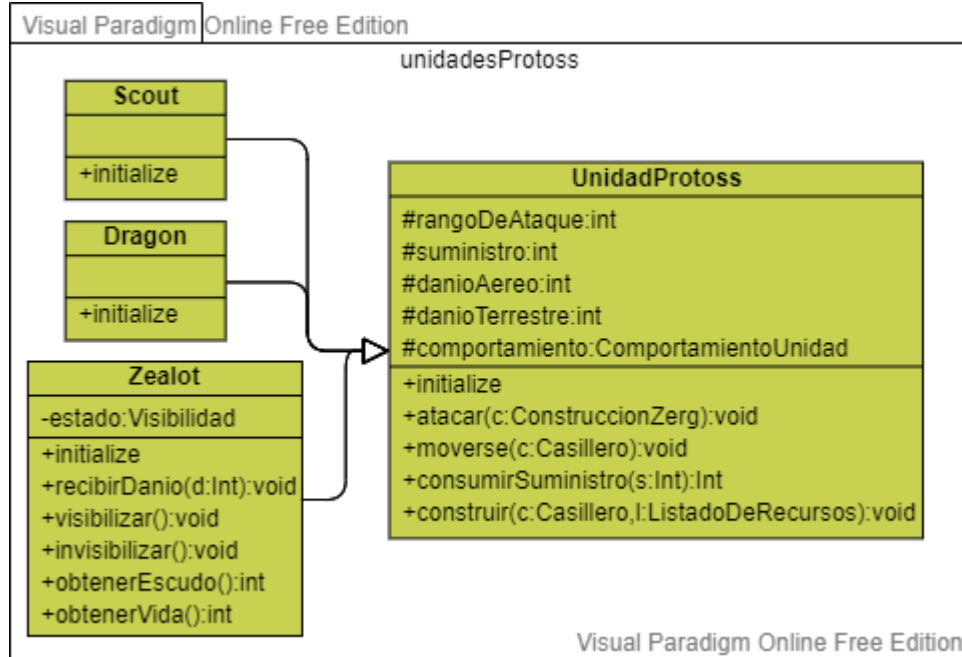 Visual Paradigm Online Free Edition
unidadesProtoss
Scout
+initialize
Dragon
+initialize
Zealot
-estado:Visibilidad
+initialize
+recibirDanio(d:Int):void
+visibilizar():void
+invisibilizar():void
+obtenerEscudo():int
+obtenerVida():int
UnidadProtoss
#rangoDeAtaque:int
#suministro:int
#danioAereo:int
#danioTerrestre:int
#comportamiento:ComportamientoUnidad
+initialize
+atacar(c:ConstruccionZerg):void
+moverse(c:Casillero):void
+consumirSuministro(s:Int):Int
+construir(c:Casillero,l:ListadoDeRecursos):void
Visual Paradigm Online Free Edition